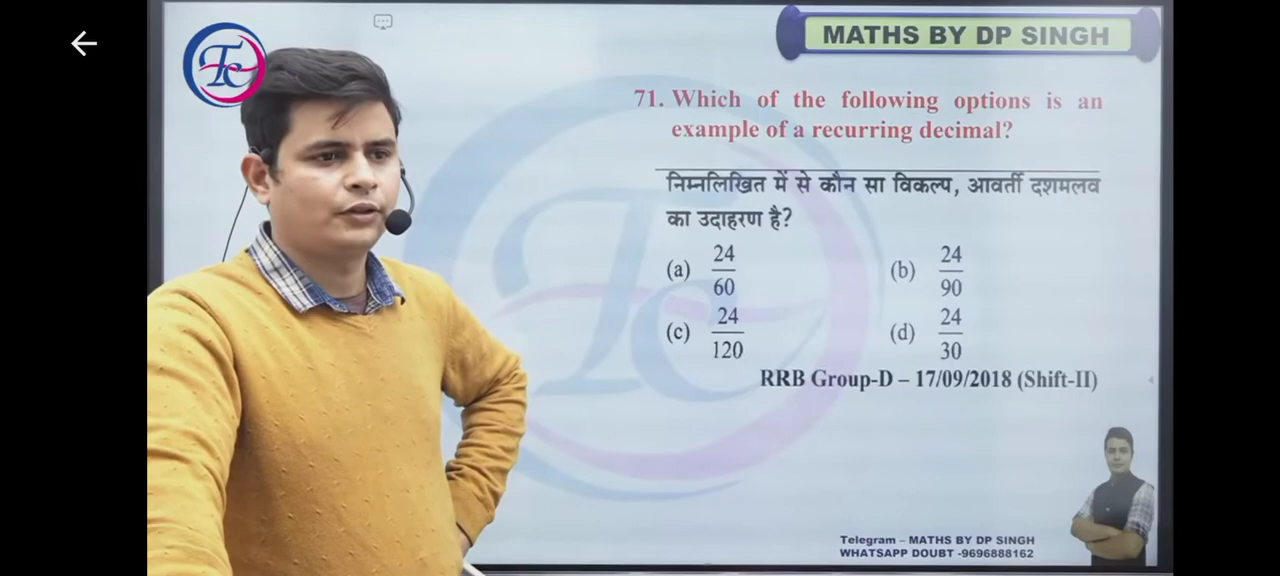 Tc
MATHS BY DP SINGH
71. Which of the following options is an
example of a recurring decimal?
निम्नलिखित में से कौन सा विकल्प, आवर्ती दशमलव
का उदाहरण है?
(a) 24/60 (b) 24/90
(c) 24/120 (d) 24/30
RRB Group-D – 17/09/2018 (Shift-II)
Telegram – MATHS BY DP SINGH
WHATSAPP DOUBT -9696888162